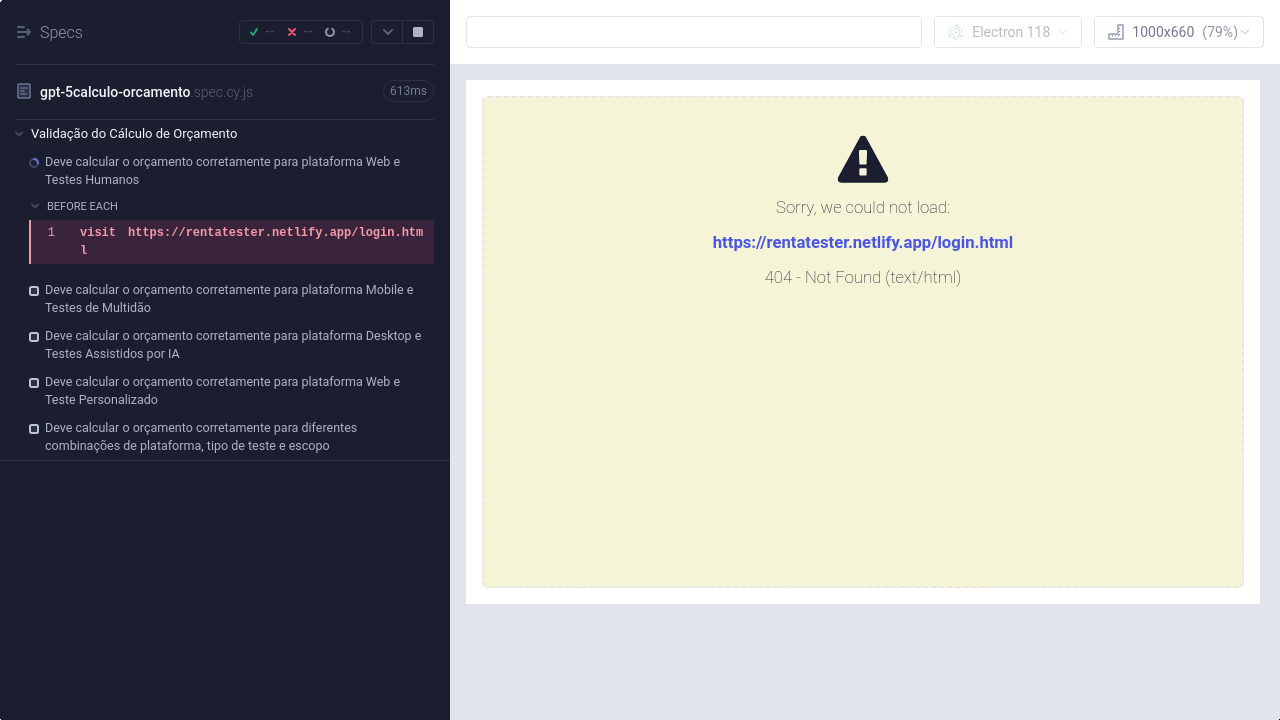 Specs
--
--
--
Electron 118
1000x660 (79%)
gpt-5calculo-orcamento.spec.cy.js
613ms
Validação do Cálculo de Orçamento
Deve calcular o orçamento corretamente para plataforma Web e
Testes Humanos
BEFORE EACH
1 visit https://rentatester.netlify.app/login.htm
l
Deve calcular o orçamento corretamente para plataforma Mobile e
Testes de Multidão
Deve calcular o orçamento corretamente para plataforma Desktop e
Testes Assistidos por IA
Deve calcular o orçamento corretamente para plataforma Web e
Teste Personalizado
Deve calcular o orçamento corretamente para diferentes
combinações de plataforma, tipo de teste e escopo
Sorry, we could not load:
https://rentatester.netlify.app/login.html
404 - Not Found (text/html)